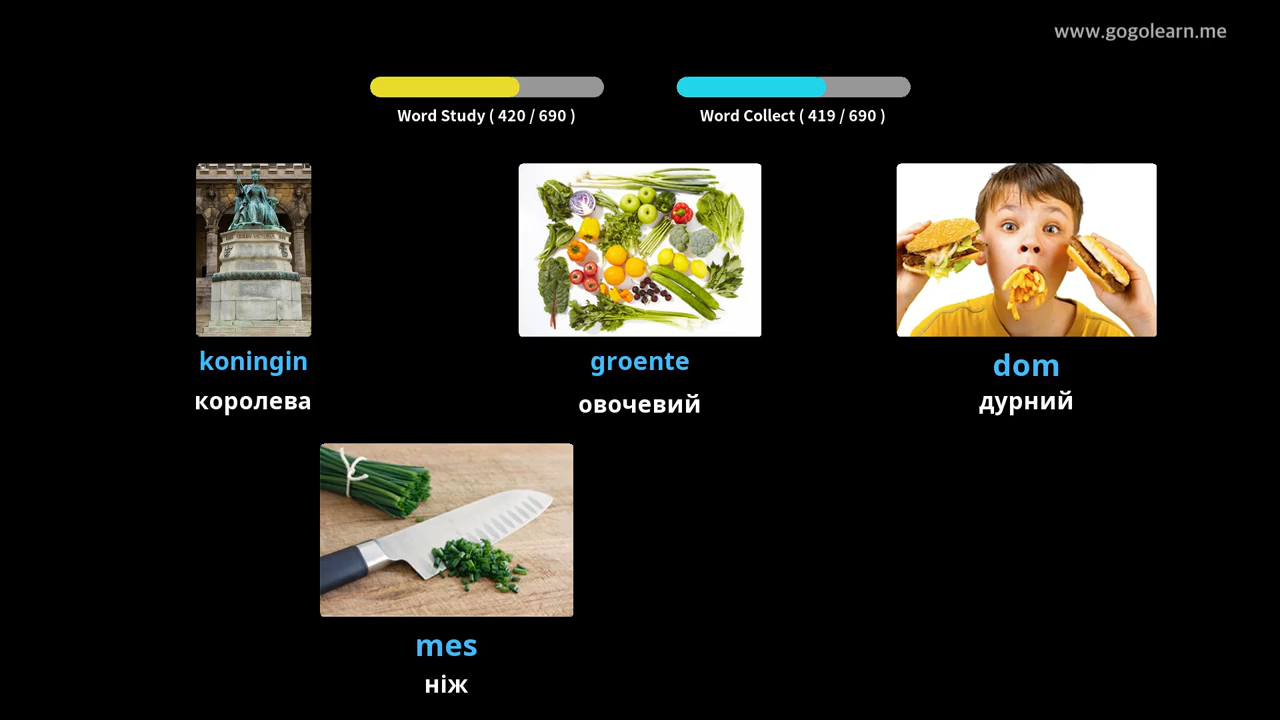 www.gogolearn.me
Word Study ( 420 / 690 )
Word Collect ( 419 / 690 )
koningin
королева
groente
овочевий
dom
дурний
mes
ніж